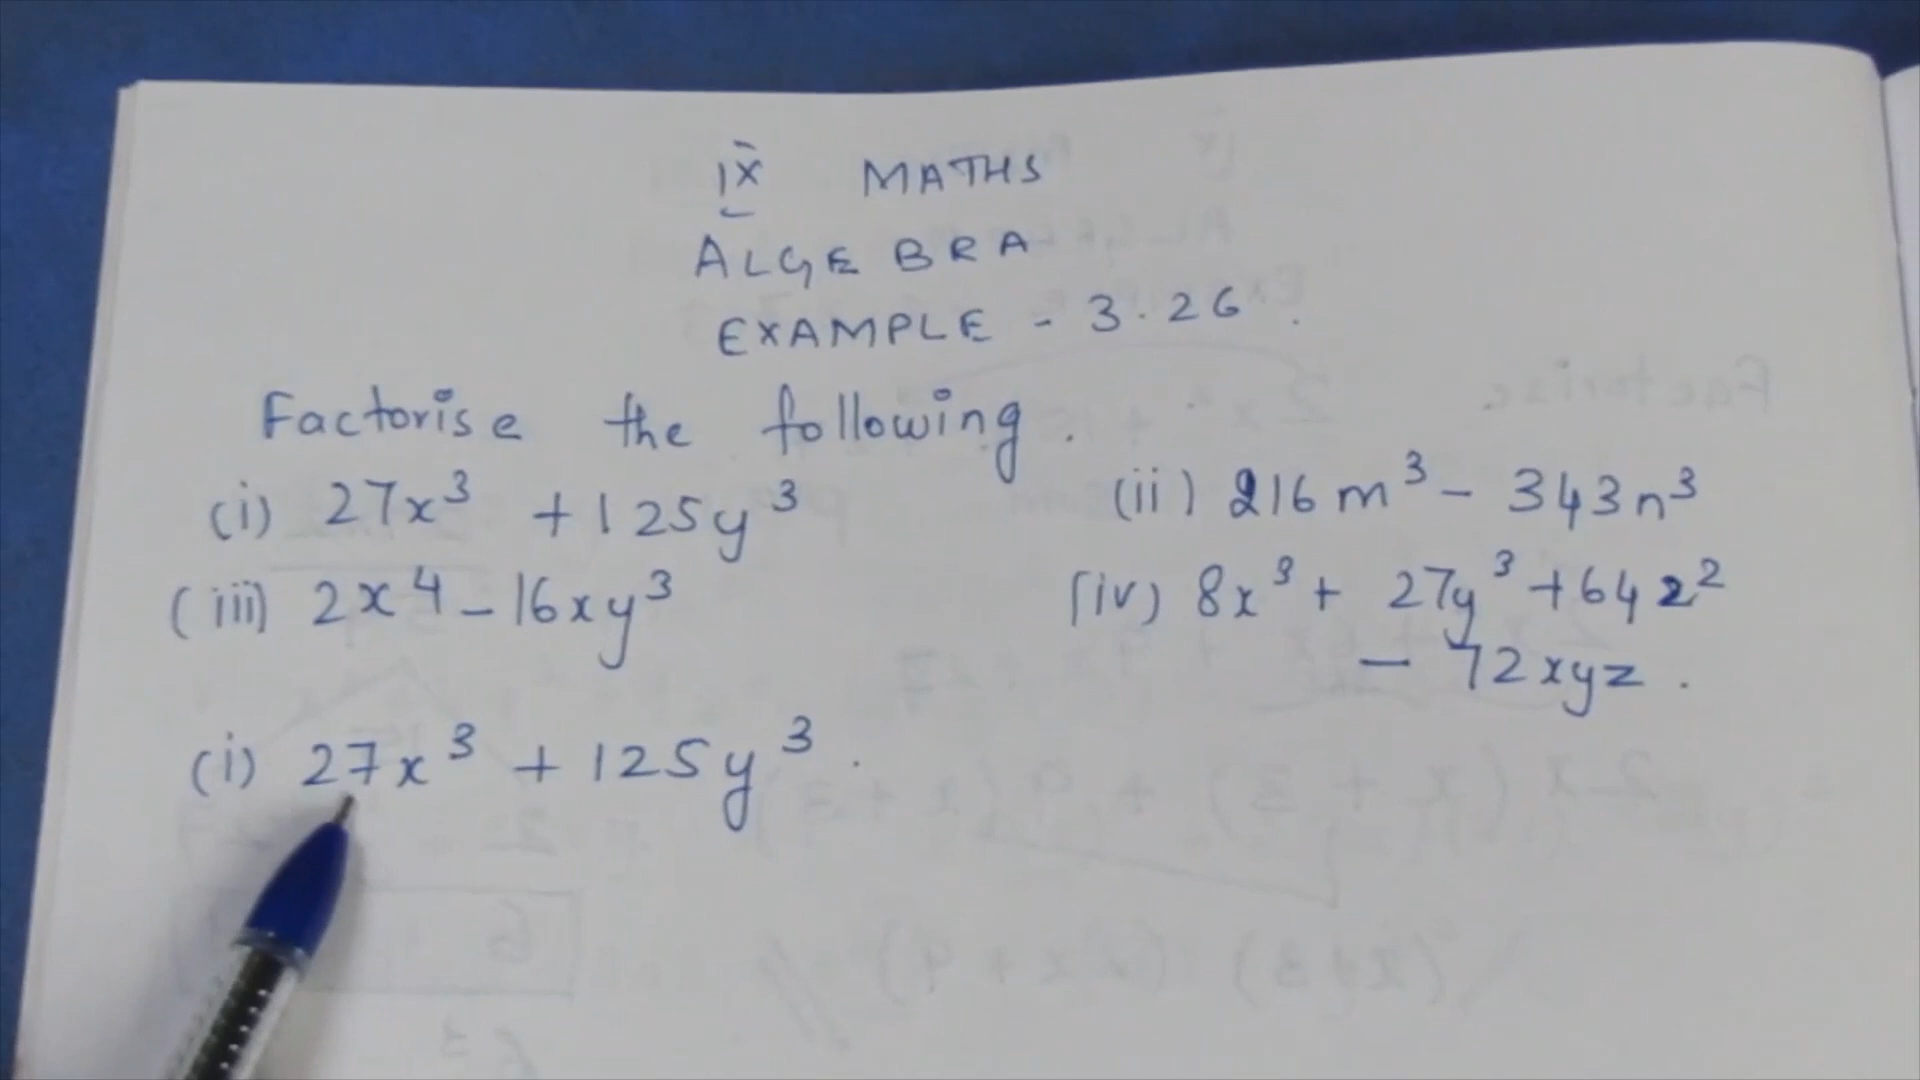 IX MATHS
ALGEBRA
EXAMPLE - 3.26.
Factorise the following.
(i) 27x³ + 125y³ (ii) 216m³ - 343n³
(iii) 2x⁴ - 16xy³ (iv) 8x³ + 27y³ + 64z²
- 72xyz.
(i) 27x³ + 125y³.